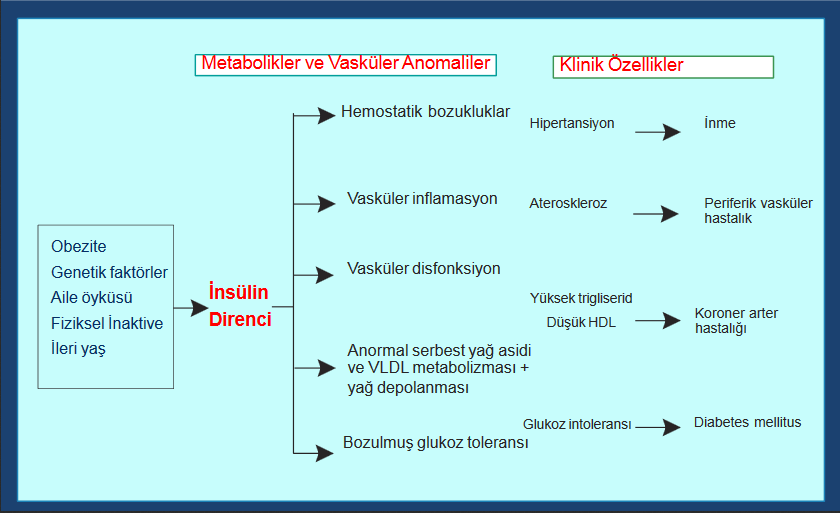 Metabolikler ve Vasküler Anomaliler
Klinik Özellikler
Obezite
Genetik faktörler
Aile öyküsü
Fiziksel İnaktive
İleri yaş
İnsülin
Direnci
Hemostatik bozukluklar
Vasküler inflamasyon
Vasküler disfonksiyon
Anormal serbest yağ asidi
ve VLDL metabolizması +
yağ depolanması
Bozulmuş glukoz toleransı
Hipertansiyon
İnme
Ateroskleroz
Periferik vasküler
hastalık
Yüksek trigliserid
Düşük HDL
Koroner arter
hastalığı
Glukoz intoleransı
Diabetes mellitus